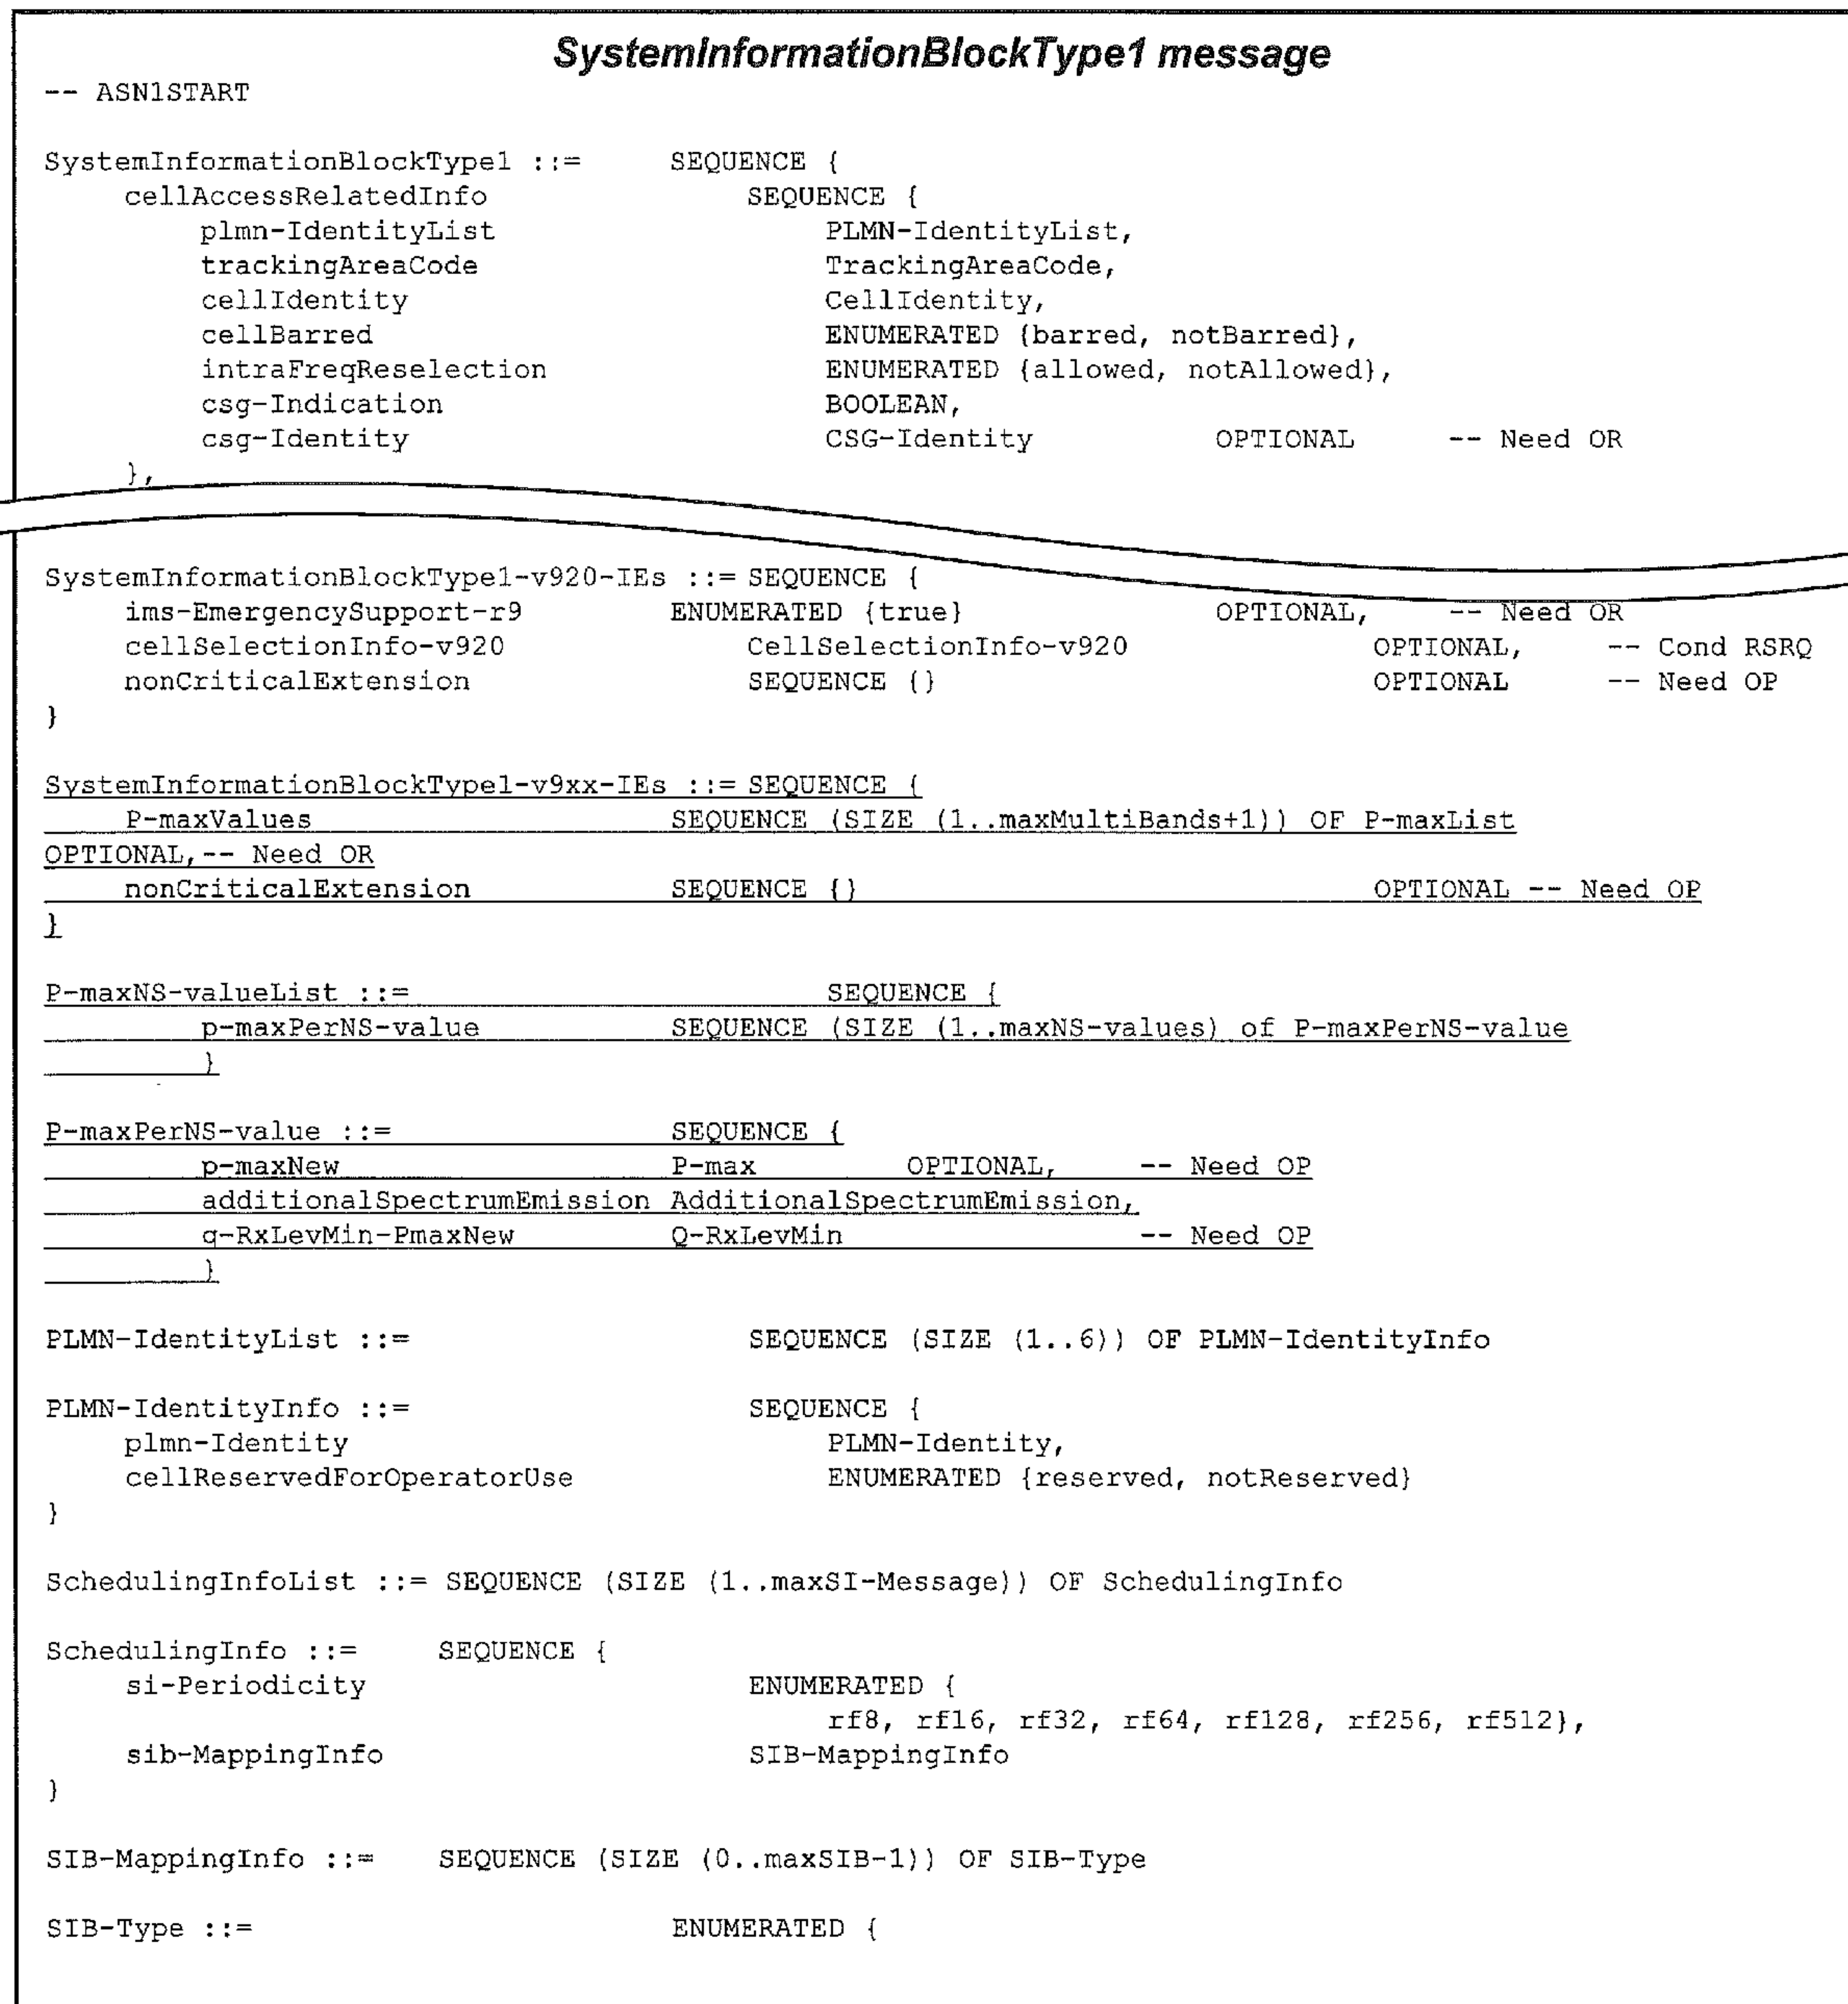 SystemInformationBlockType1 message
-- ASN1START
SystemInformationBlockType1 ::= SEQUENCE {
cellAccessRelatedInfo SEQUENCE {
plmn-IdentityList PLMN-IdentityList,
trackingAreaCode TrackingAreaCode,
cellIdentity CellIdentity,
cellBarred ENUMERATED {barred, notBarred},
intraFreqReselection ENUMERATED {allowed, notAllowed},
csg-Indication BOOLEAN,
csg-Identity CSG-Identity OPTIONAL -- Need OR
},
SystemInformationBlockType1-v920-IEs ::= SEQUENCE {
ims-EmergencySupport-r9 ENUMERATED {true} OPTIONAL, -- Need OR
cellSelectionInfo-v920 CellSelectionInfo-v920 OPTIONAL, -- Cond RSRQ
nonCriticalExtension SEQUENCE {} OPTIONAL -- Need OP
}
SystemInformationBlockType1-v9xx-IEs ::= SEQUENCE {
P-maxValues SEQUENCE (SIZE (1..maxMultiBands+1)) OF P-maxList
OPTIONAL,-- Need OR
nonCriticalExtension SEQUENCE {} OPTIONAL -- Need OP
}
P-maxNS-valueList ::= SEQUENCE {
p-maxPerNS-value SEQUENCE (SIZE (1..maxNS-values) of P-maxPerNS-value
}
P-maxPerNS-value ::= SEQUENCE {
p-maxNew P-max OPTIONAL, -- Need OP
additionalSpectrumEmission AdditionalSpectrumEmission,
q-RxLevMin-PmaxNew Q-RxLevMin -- Need OP
}
PLMN-IdentityList ::= SEQUENCE (SIZE (1..6)) OF PLMN-IdentityInfo
PLMN-IdentityInfo ::= SEQUENCE {
plmn-Identity PLMN-Identity,
cellReservedForOperatorUse ENUMERATED {reserved, notReserved}
}
SchedulingInfoList ::= SEQUENCE (SIZE (1..maxSI-Message)) OF SchedulingInfo
SchedulingInfo ::= SEQUENCE {
si-Periodicity ENUMERATED {
rf8, rf16, rf32, rf64, rf128, rf256, rf512},
sib-MappingInfo SIB-MappingInfo
}
SIB-MappingInfo ::= SEQUENCE (SIZE (0..maxSIB-1)) OF SIB-Type
SIB-Type ::= ENUMERATED {